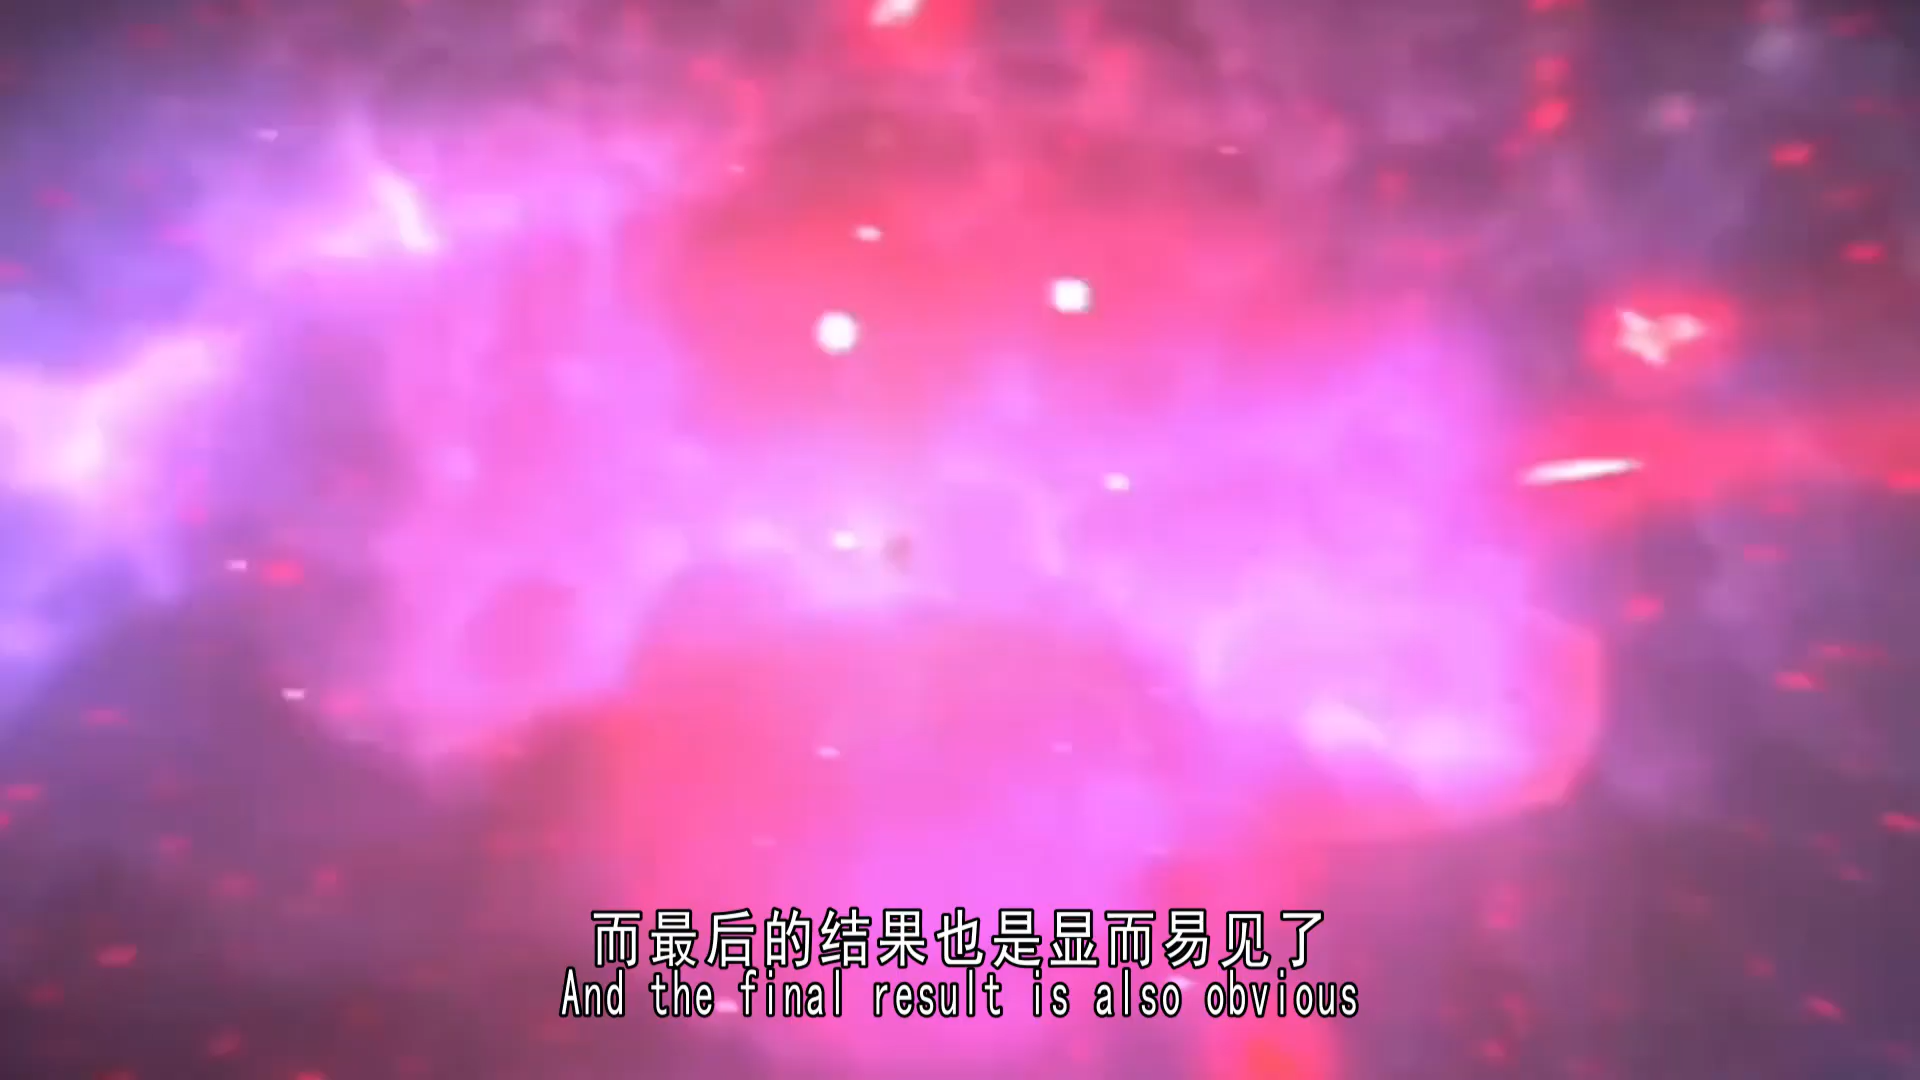 而最后的结果也是显而易见了
And the final result is also obvious